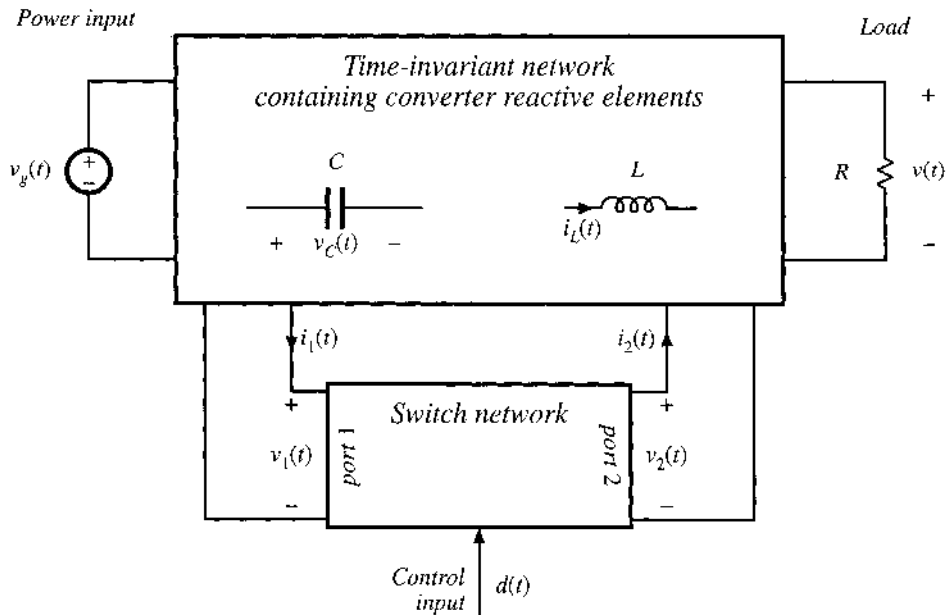 Power input
Load
Time-invariant network
containing converter reactive elements
C
L
v_g(t)
+
–
+
v_C(t)
–
i_L(t)
R
+
v(t)
–
i_1(t)
i_2(t)
Switch network
+
v_1(t)
–
port 1
port 2
+
v_2(t)
–
Control
input
d(t)